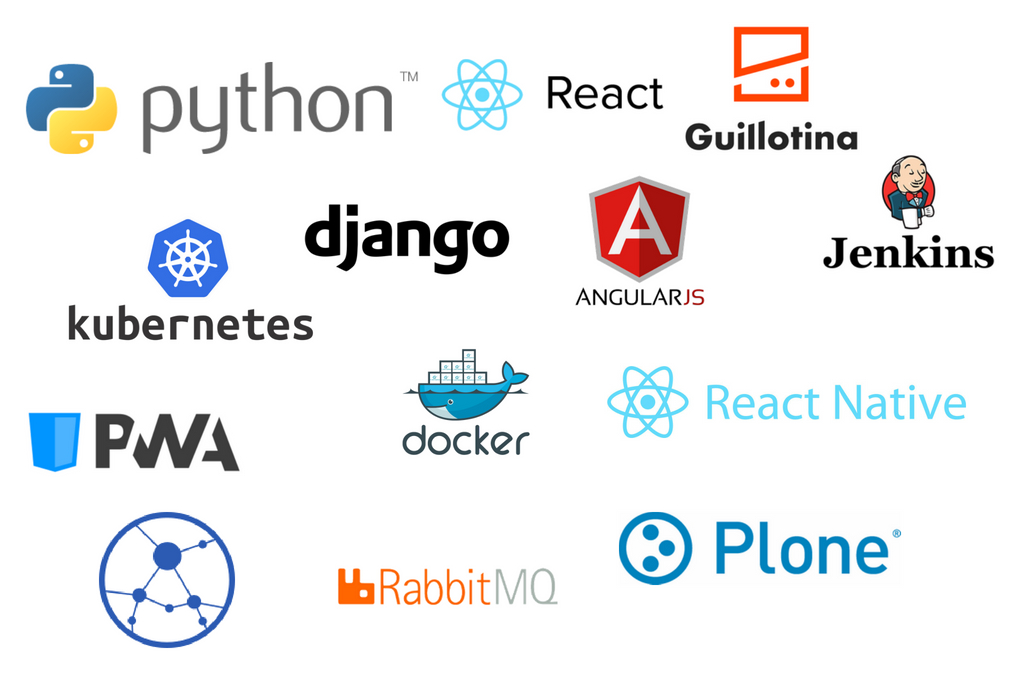 python™
React
Guillotina
django
ANGULARJS
Jenkins
kubernetes
docker
React Native
PWA
RabbitMQ
Plone®